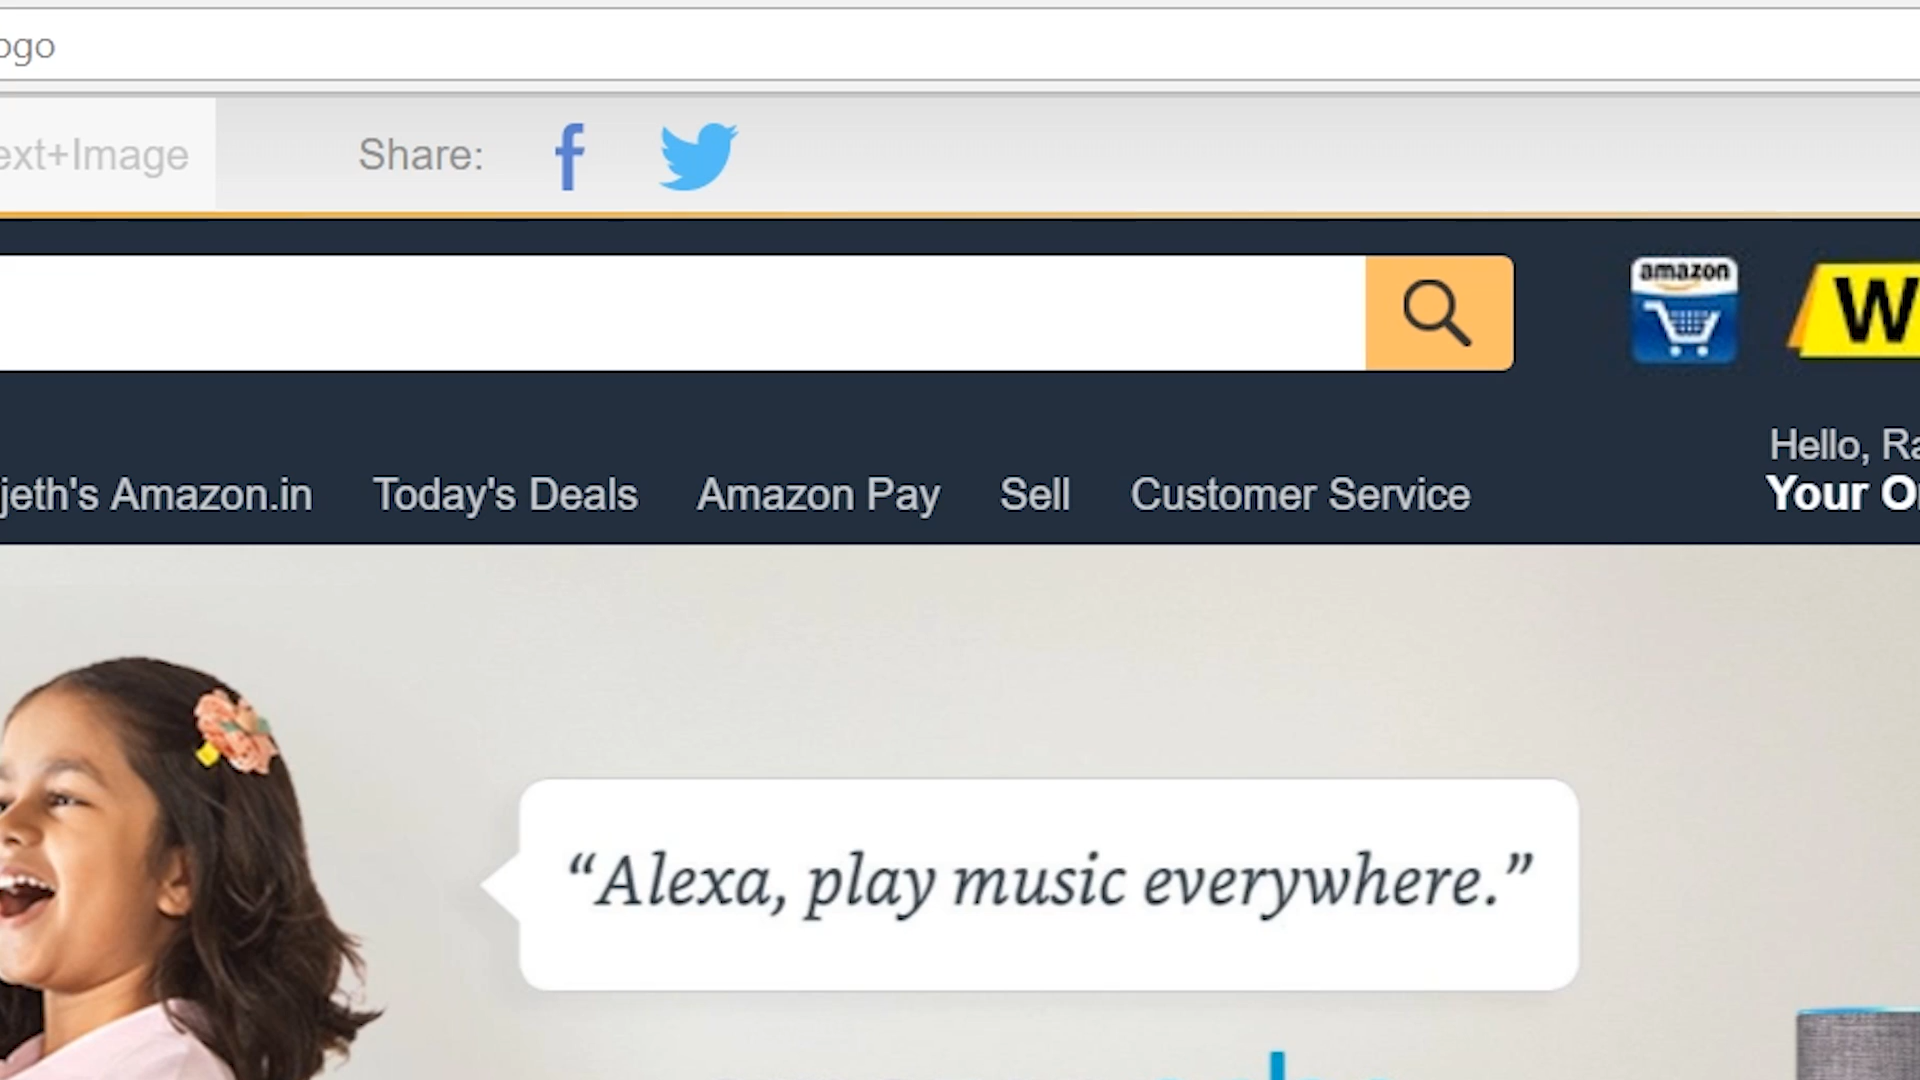 ogo
ext+Image
Share:
amazon
W
jeth's Amazon.in
Today's Deals
Amazon Pay
Sell
Customer Service
Hello, Ra
Your O
“Alexa, play music everywhere.”